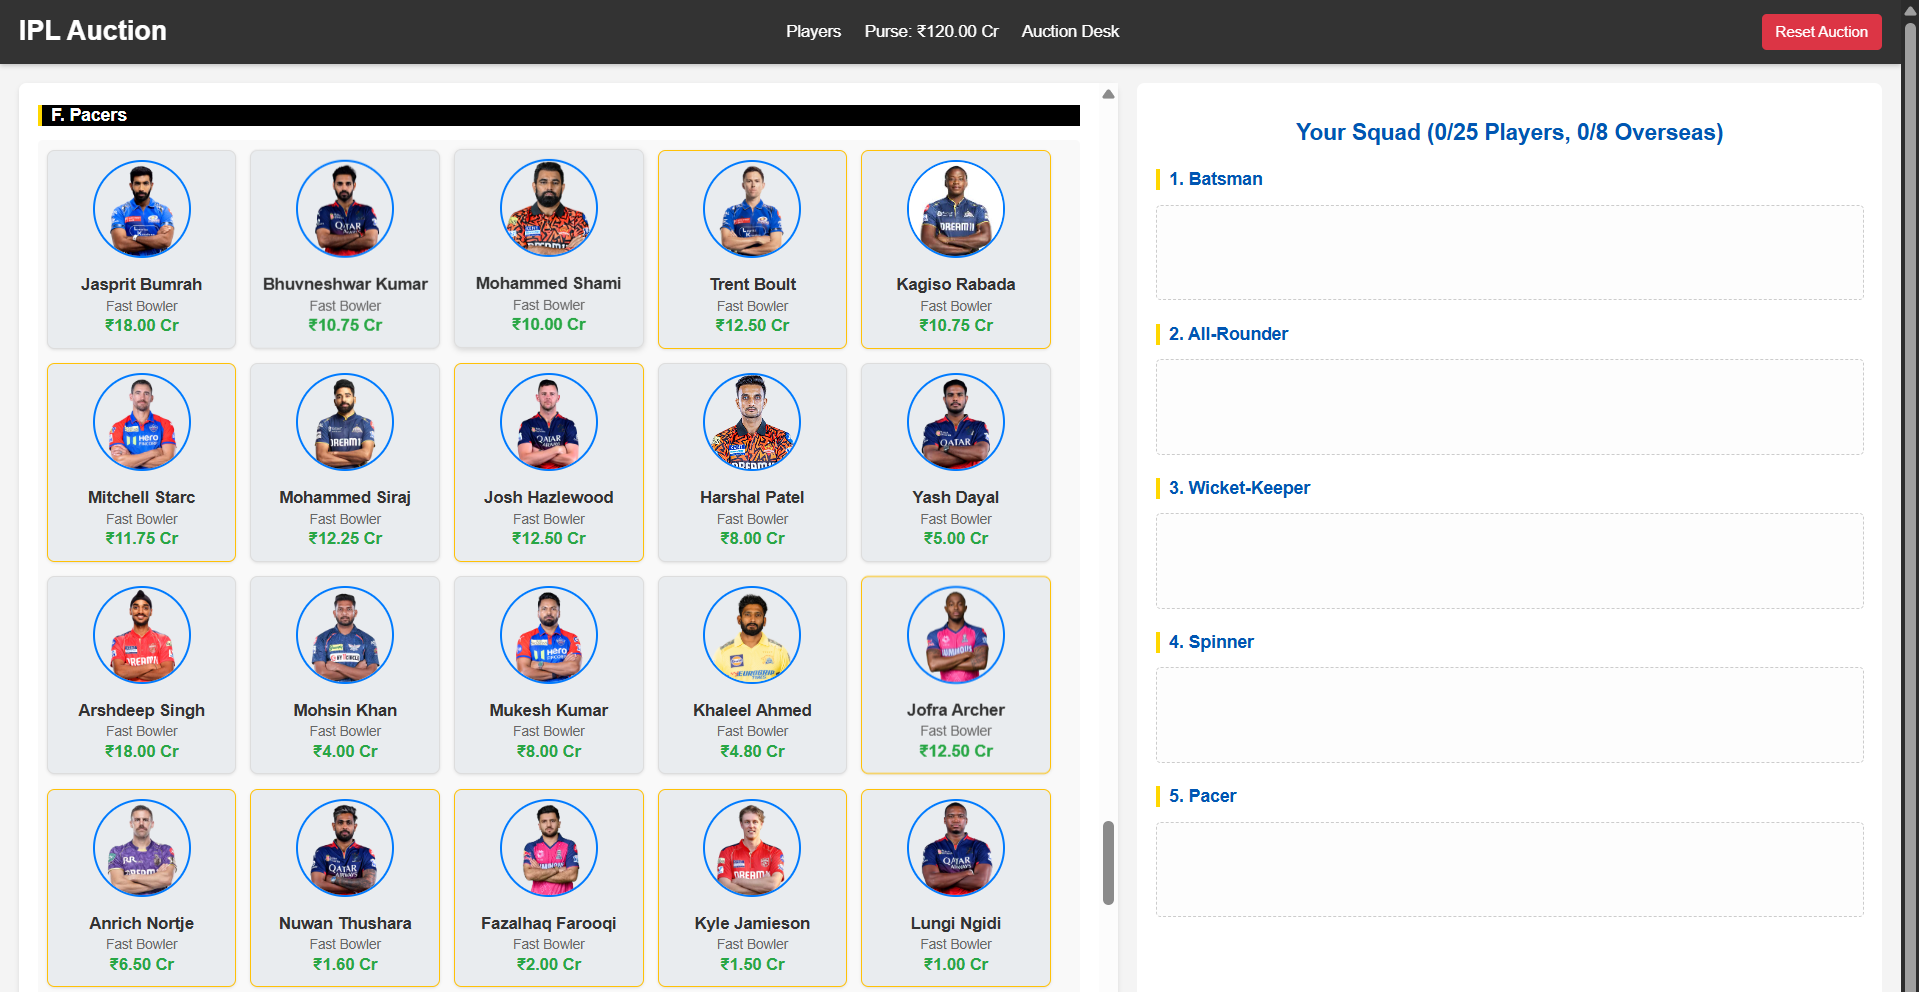 IPL Auction
Players
Purse: ₹120.00 Cr
Auction Desk
Reset Auction
F. Pacers
Jasprit Bumrah
Fast Bowler
₹18.00 Cr
Bhuvneshwar Kumar
Fast Bowler
₹10.75 Cr
Mohammed Shami
Fast Bowler
₹10.00 Cr
Trent Boult
Fast Bowler
₹12.50 Cr
Kagiso Rabada
Fast Bowler
₹10.75 Cr
Mitchell Starc
Fast Bowler
₹11.75 Cr
Mohammed Siraj
Fast Bowler
₹12.25 Cr
Josh Hazlewood
Fast Bowler
₹12.50 Cr
Harshal Patel
Fast Bowler
₹8.00 Cr
Yash Dayal
Fast Bowler
₹5.00 Cr
Arshdeep Singh
Fast Bowler
₹18.00 Cr
Mohsin Khan
Fast Bowler
₹4.00 Cr
Mukesh Kumar
Fast Bowler
₹8.00 Cr
Khaleel Ahmed
Fast Bowler
₹4.80 Cr
Jofra Archer
Fast Bowler
₹12.50 Cr
Anrich Nortje
Fast Bowler
₹6.50 Cr
Nuwan Thushara
Fast Bowler
₹1.60 Cr
Fazalhaq Farooqi
Fast Bowler
₹2.00 Cr
Kyle Jamieson
Fast Bowler
₹1.50 Cr
Lungi Ngidi
Fast Bowler
₹1.00 Cr
Your Squad (0/25 Players, 0/8 Overseas)
1. Batsman
2. All-Rounder
3. Wicket-Keeper
4. Spinner
5. Pacer